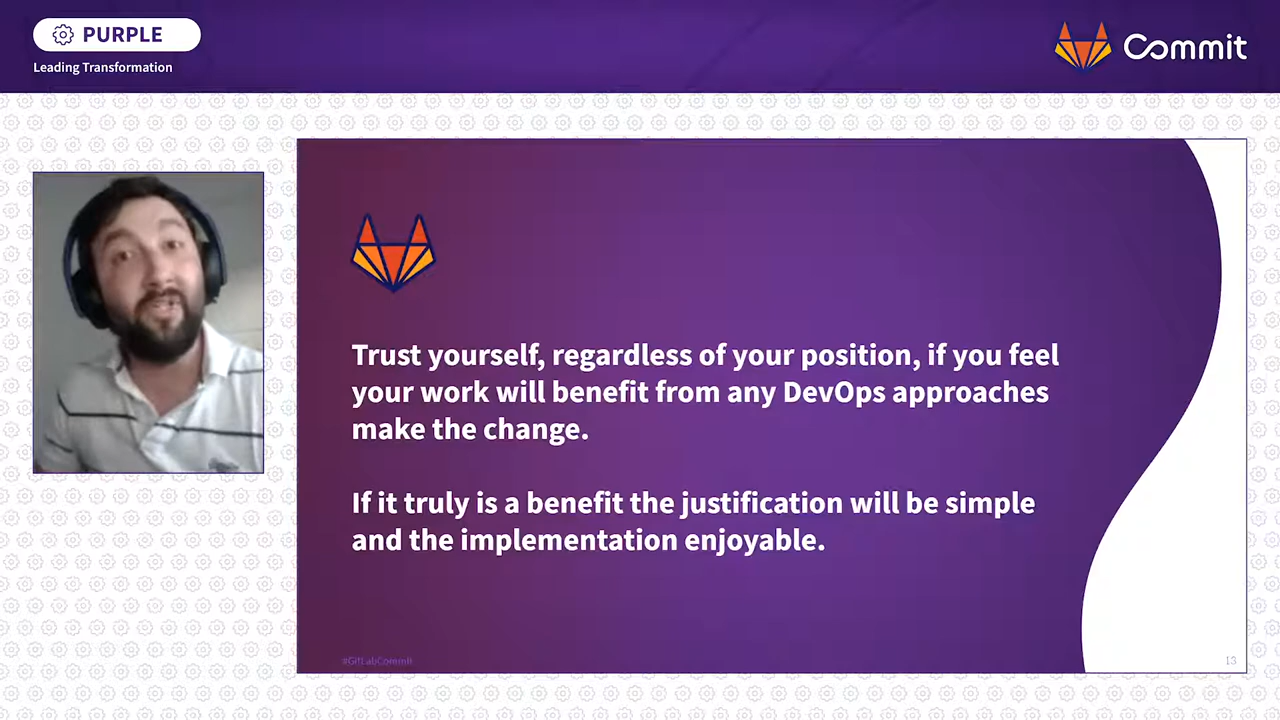 PURPLE
Leading Transformation
Commit
Trust yourself, regardless of your position, if you feel
your work will benefit from any DevOps approaches
make the change.
If it truly is a benefit the justification will be simple
and the implementation enjoyable.
#GitLabCommit
13